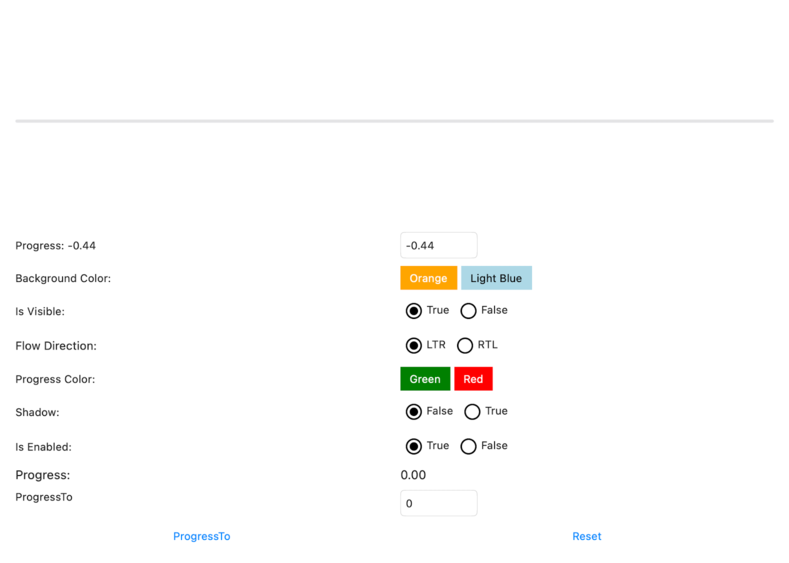 Progress: -0.44 -0.44
Background Color: Orange Light Blue
Is Visible: True False
Flow Direction: LTR RTL
Progress Color: Green Red
Shadow: False True
Is Enabled: True False
Progress: 0.00
ProgressTo 0
ProgressTo Reset